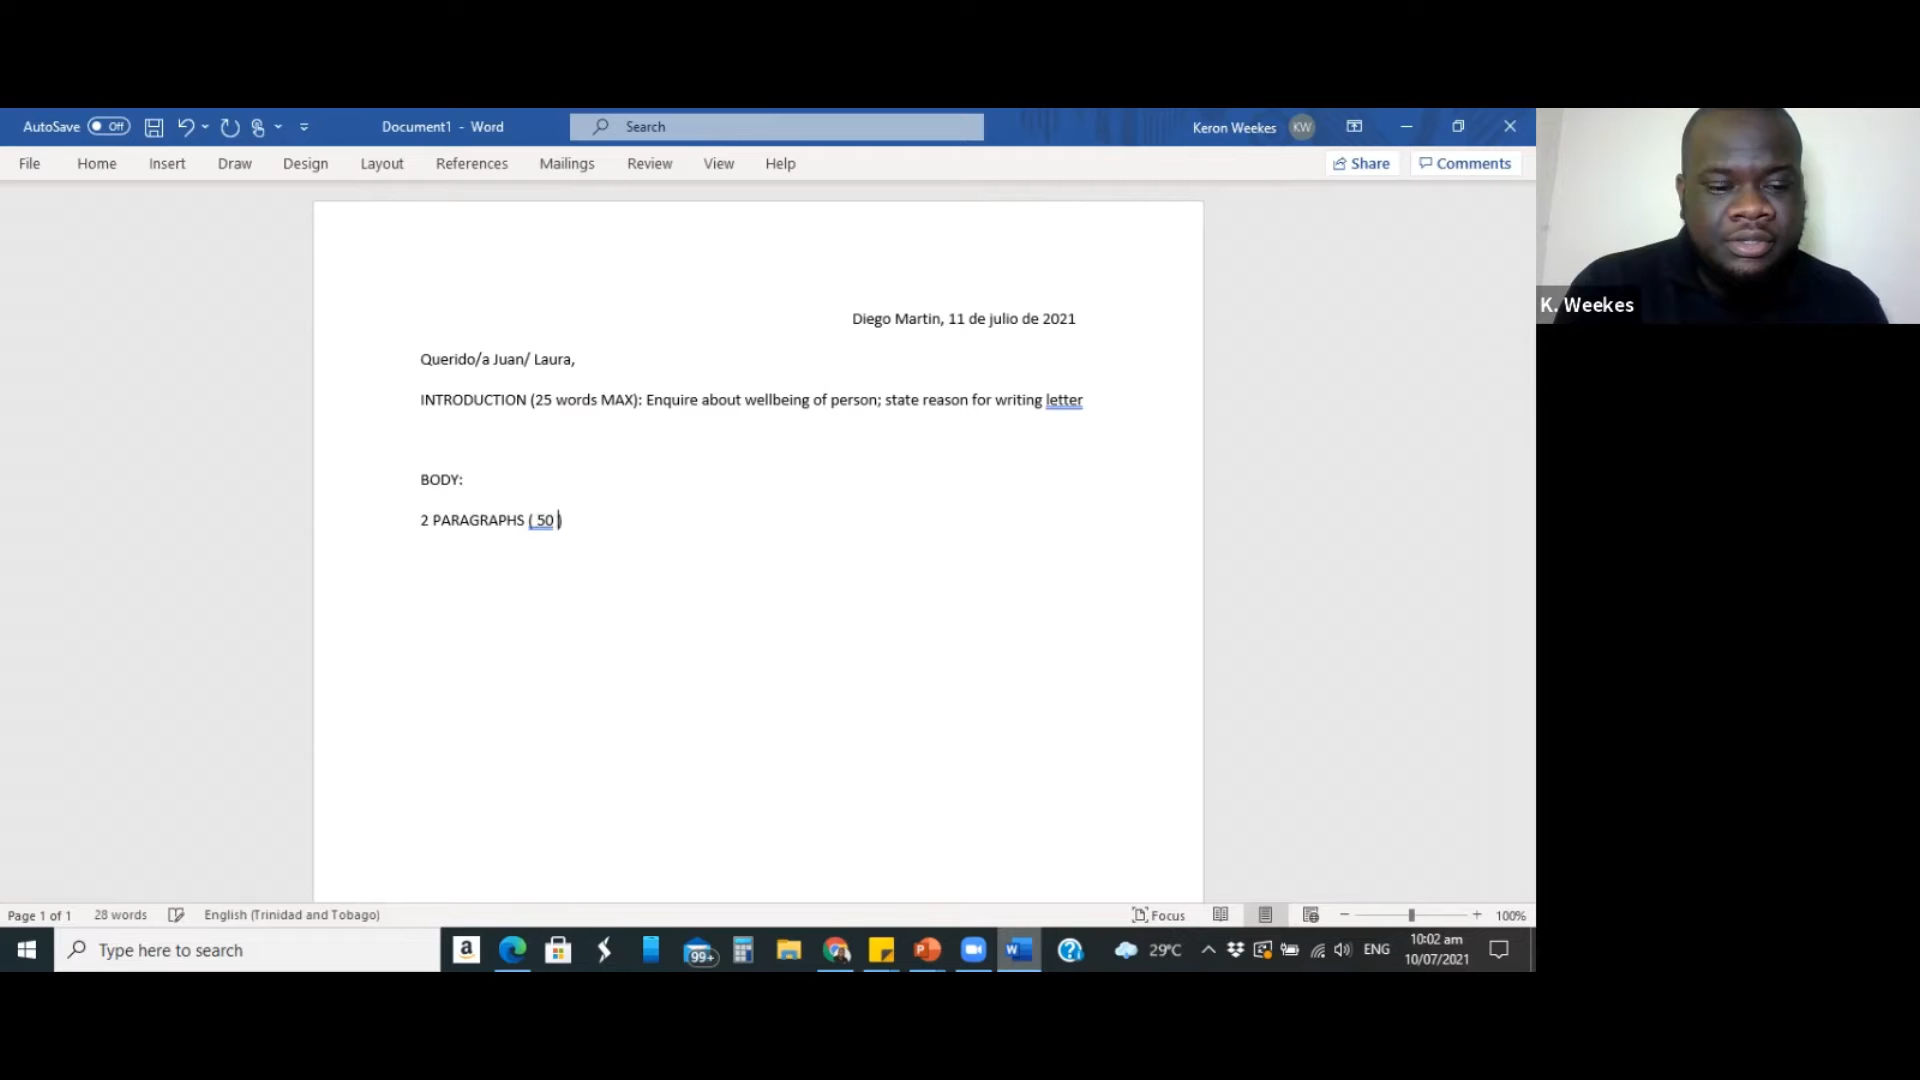 AutoSave Off Document1 - Word Search Keron Weekes KW
File Home Insert Draw Design Layout References Mailings Review View Help Share Comments
K. Weekes
Diego Martin, 11 de julio de 2021
Querido/a Juan/ Laura,
INTRODUCTION (25 words MAX): Enquire about wellbeing of person; state reason for writing letter
BODY:
2 PARAGRAPHS ( 50 )
Page 1 of 1 28 words English (Trinidad and Tobago) Focus 100%
Type here to search a 99+ W 29°C ENG 10:02 am
10/07/2021